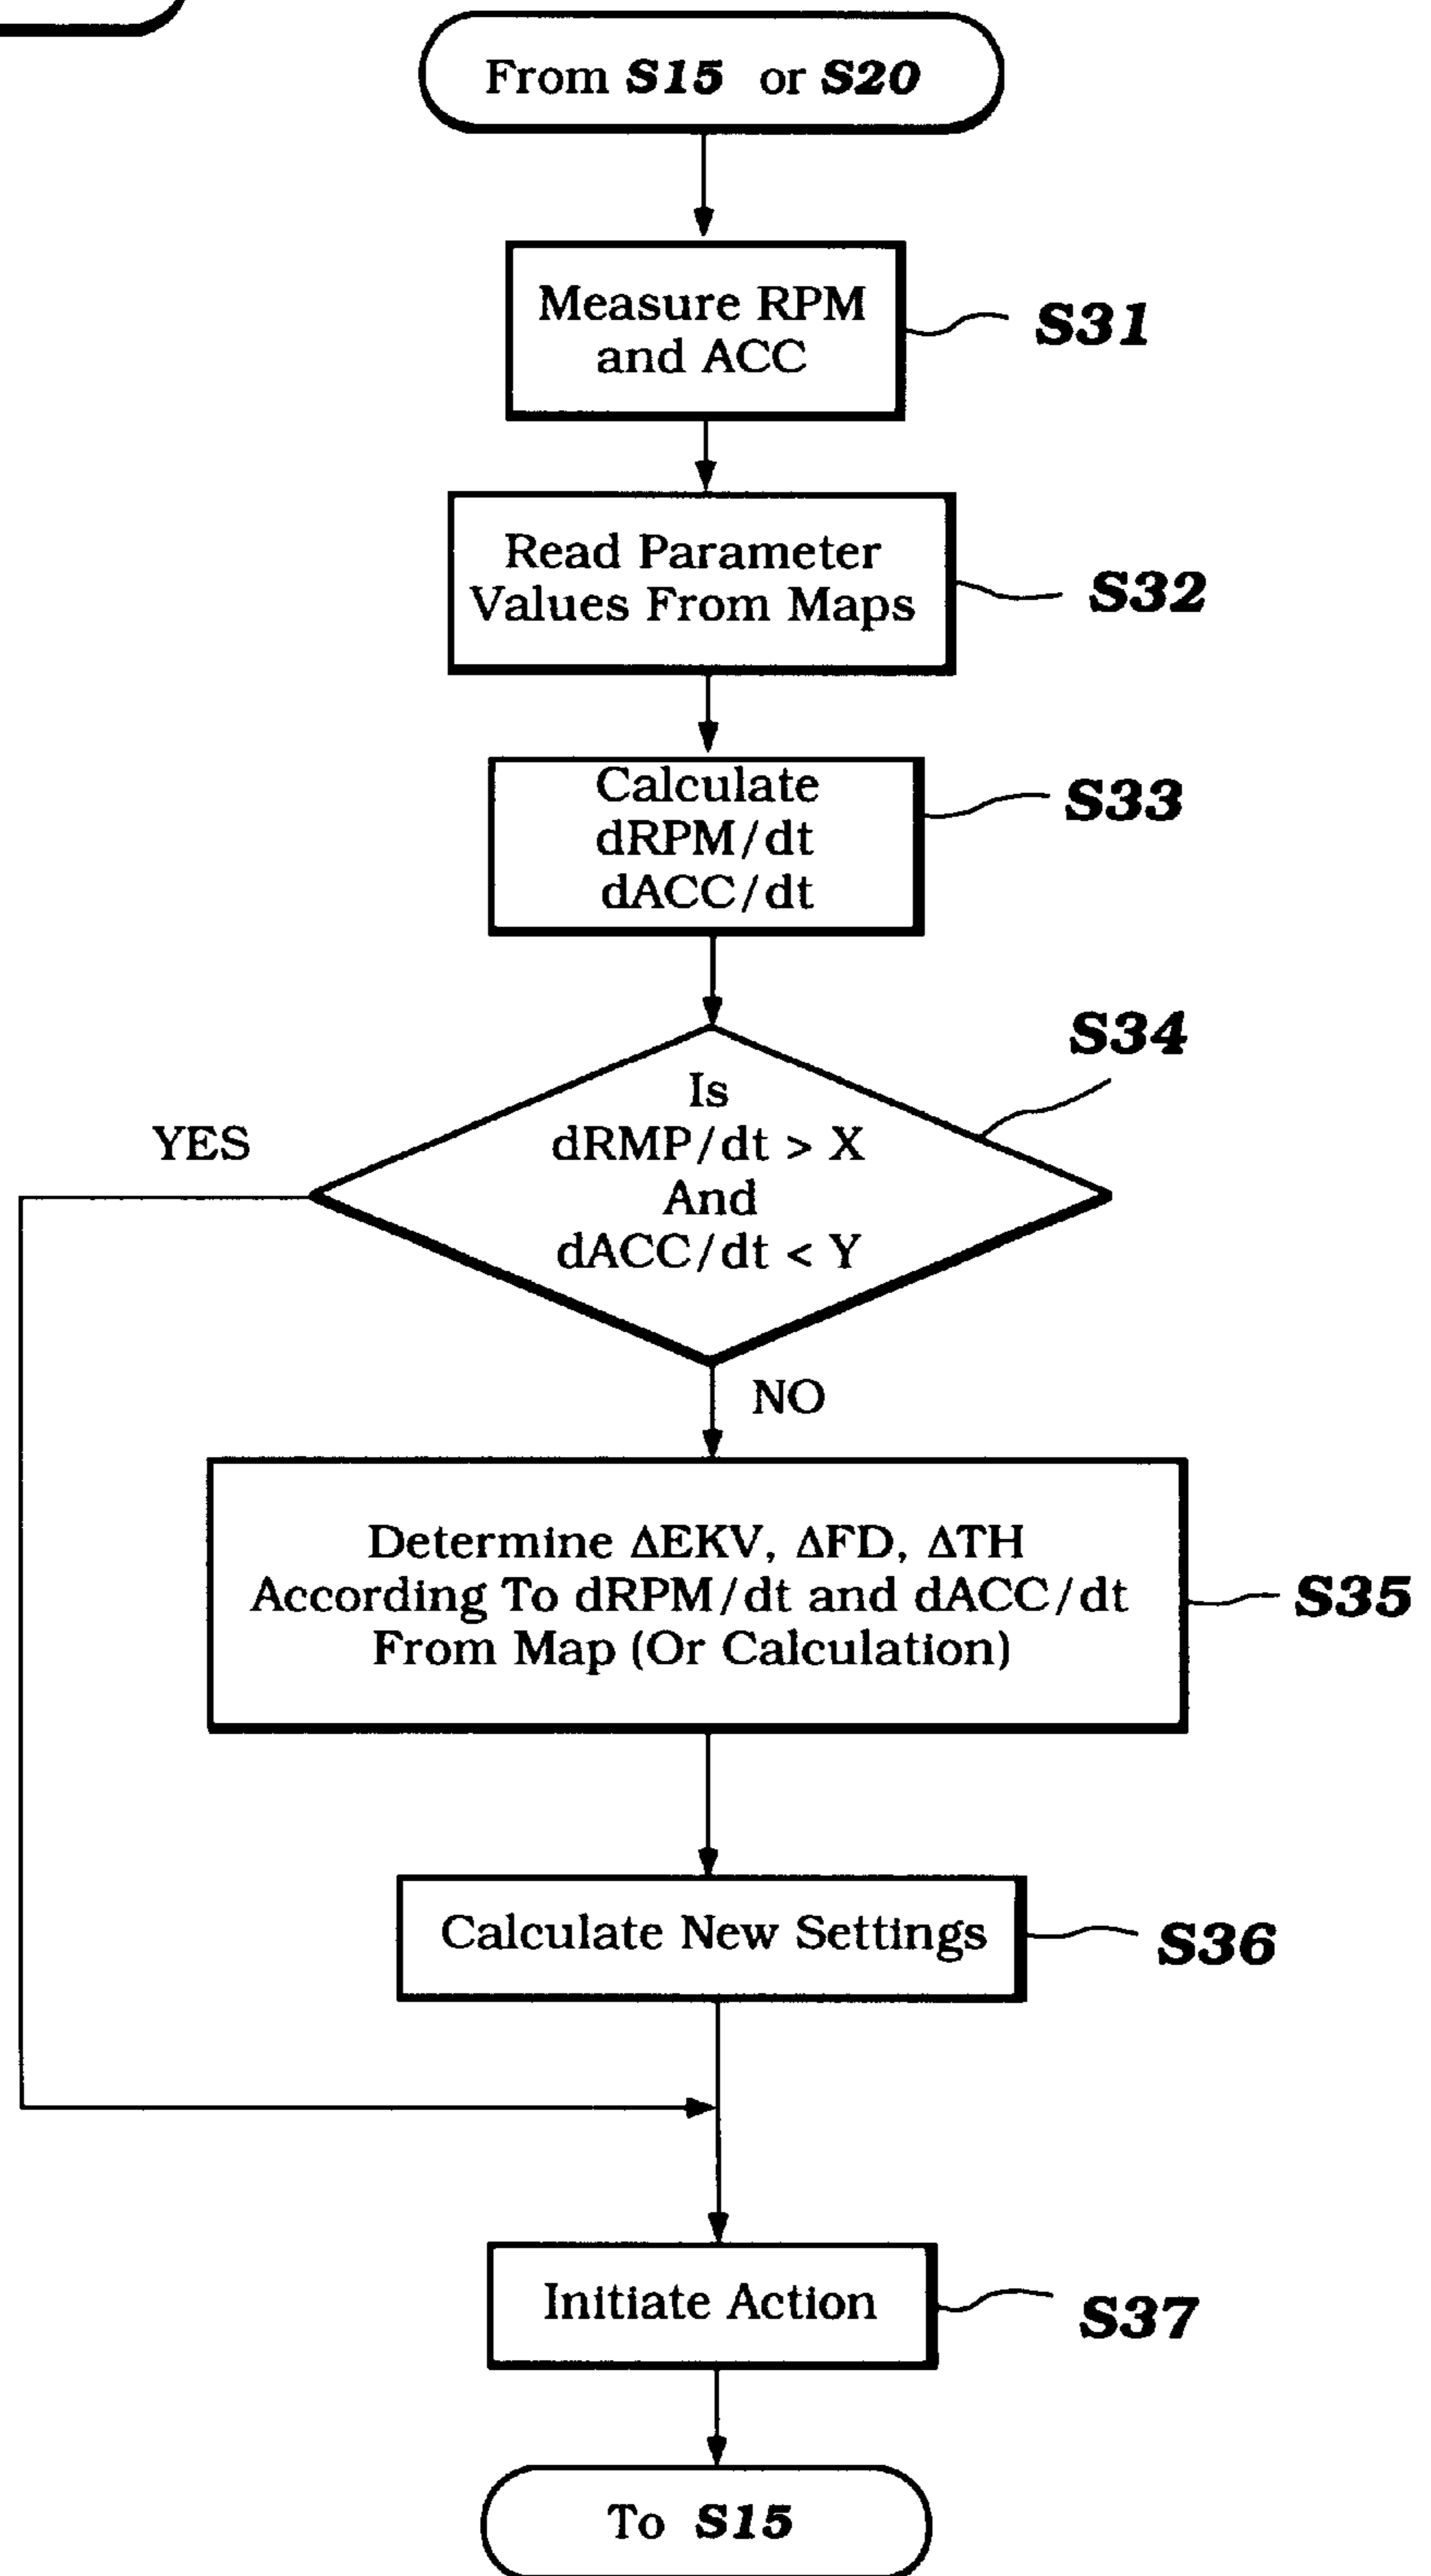 From S15 or S20
Measure RPM
and ACC
S31
Read Parameter
Values From Maps
S32
Calculate
dRPM/dt
dACC/dt
S33
S34
Is
dRMP/dt > X
And
dACC/dt < Y
YES
NO
Determine ΔEKV, ΔFD, ΔTH
According To dRPM/dt and dACC/dt
From Map (Or Calculation)
S35
Calculate New Settings
S36
Initiate Action
S37
To S15